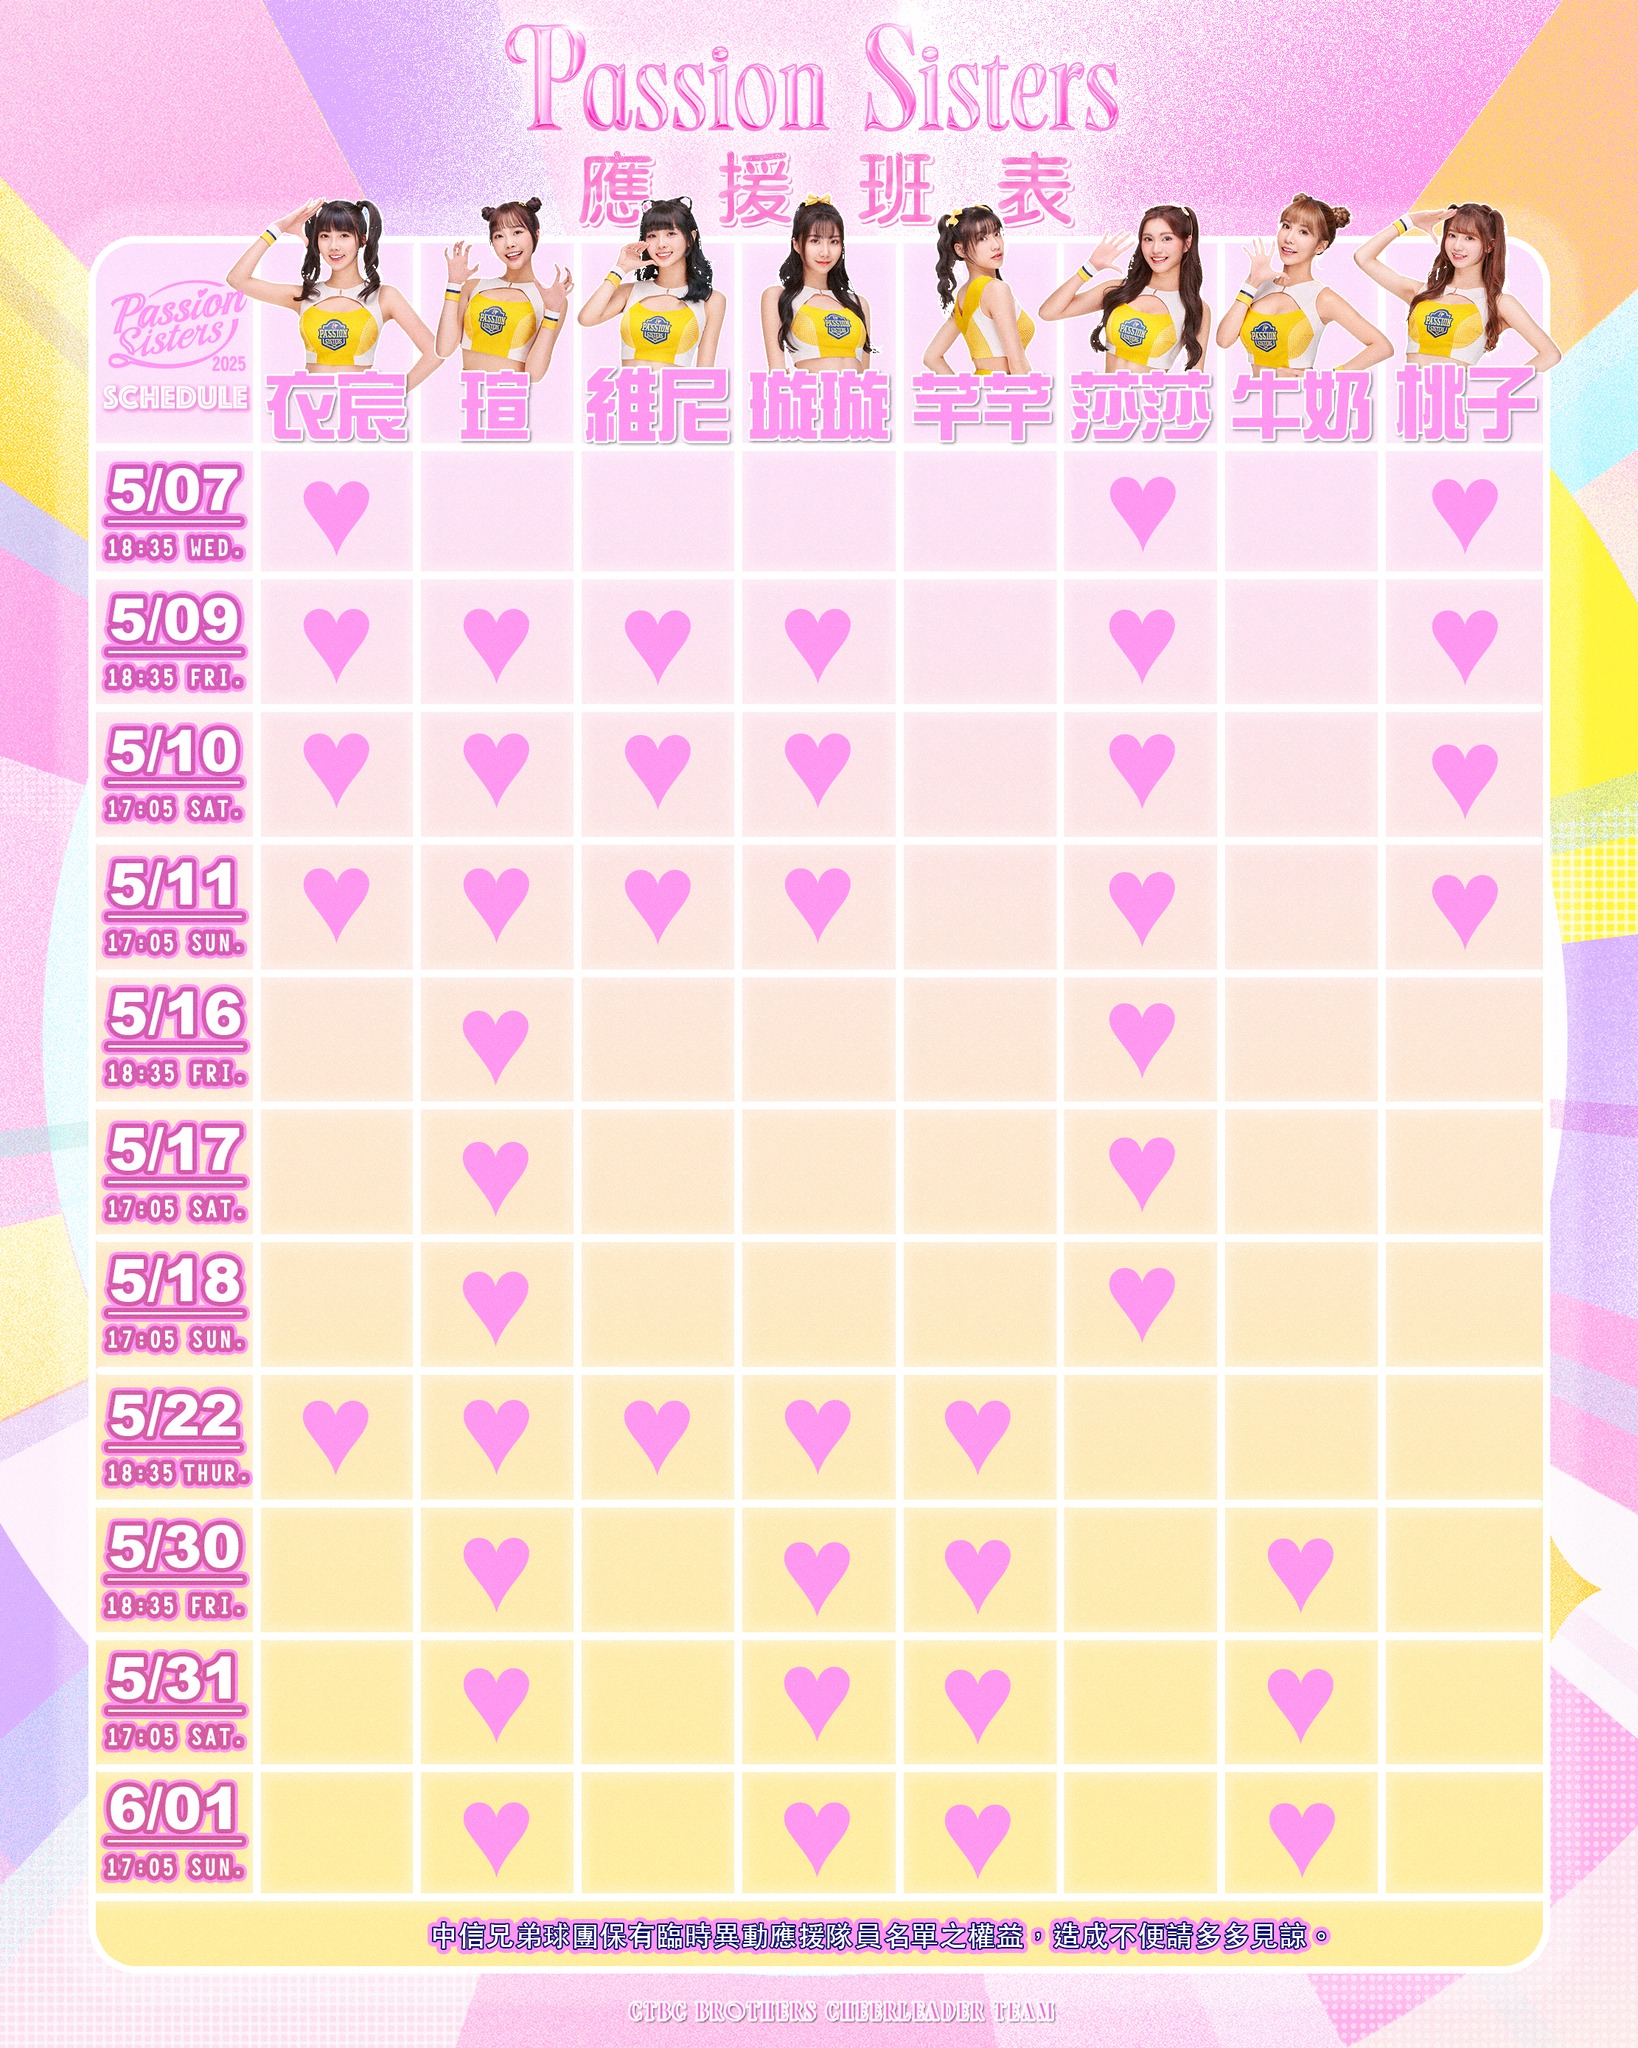 Passion Sisters
應援班表
Passion
Sisters
2025
SCHEDULE
衣宸 瑄 維尼 璇璇 芊芊 莎莎 牛奶 桃子
5/07
18:35 WED.
5/09
18:35 FRI.
5/10
17:05 SAT.
5/11
17:05 SUN.
5/16
18:35 FRI.
5/17
17:05 SAT.
5/18
17:05 SUN.
5/22
18:35 THUR.
5/30
18:35 FRI.
5/31
17:05 SAT.
6/01
17:05 SUN.
中信兄弟球團保有臨時異動應援隊員名單之權益，造成不便請多多見諒。
CTBC BROTHERS CHEERLEADER TEAM